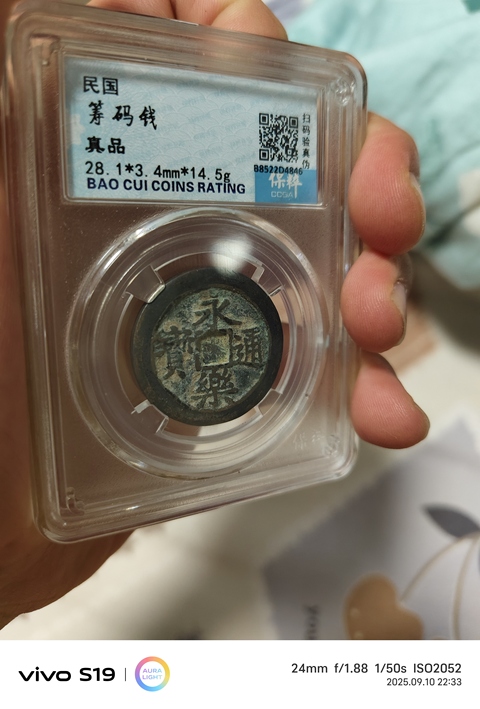 民国
筹码钱
真品
28.1*3.4mm*14.5g
BAO CUI COINS RATING
扫码验真伪
B8522D4846
保粹
CCGA
永樂通寶
vivo S19
AURA LIGHT
24mm f/1.88 1/50s ISO2052
2025.09.10 22:33